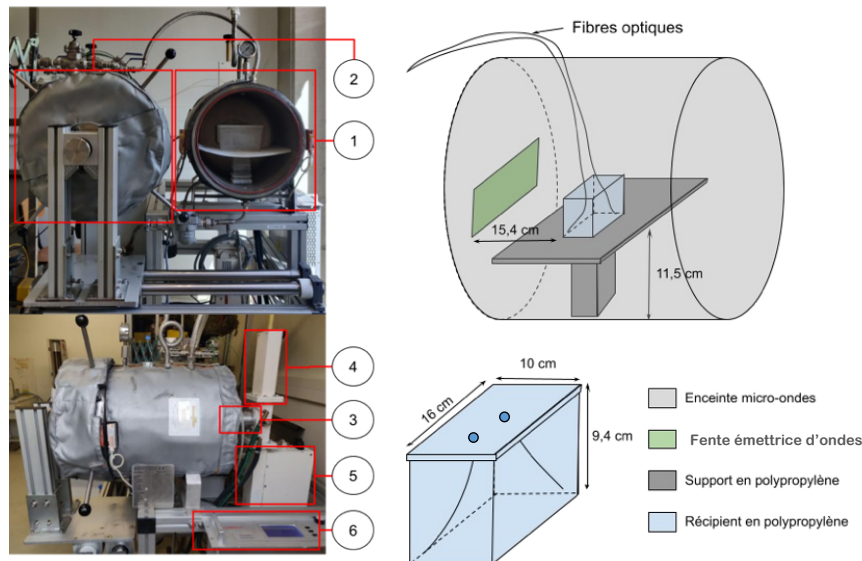 2
1
4
3
5
6
Fibres optiques
15,4 cm
11,5 cm
10 cm
16 cm
9,4 cm
Enceinte micro-ondes
Fente émettrice d'ondes
Support en polypropylène
Récipient en polypropylène